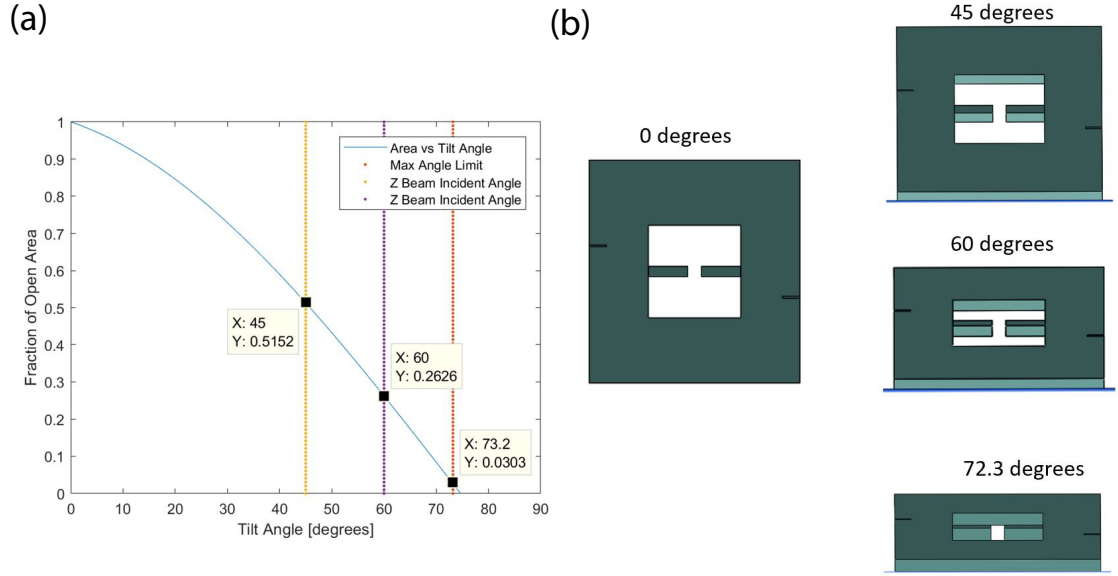 (a)
(b)
45 degrees
0 degrees
60 degrees
72.3 degrees
1
0.9
0.8
0.7
0.6
0.5
0.4
0.3
0.2
0.1
0
Fraction of Open Area
Area vs Tilt Angle
Max Angle Limit
Z Beam Incident Angle
Z Beam Incident Angle
X: 45
Y: 0.5152
X: 60
Y: 0.2626
X: 73.2
Y: 0.0303
0 10 20 30 40 50 60 70 80 90
Tilt Angle [degrees]